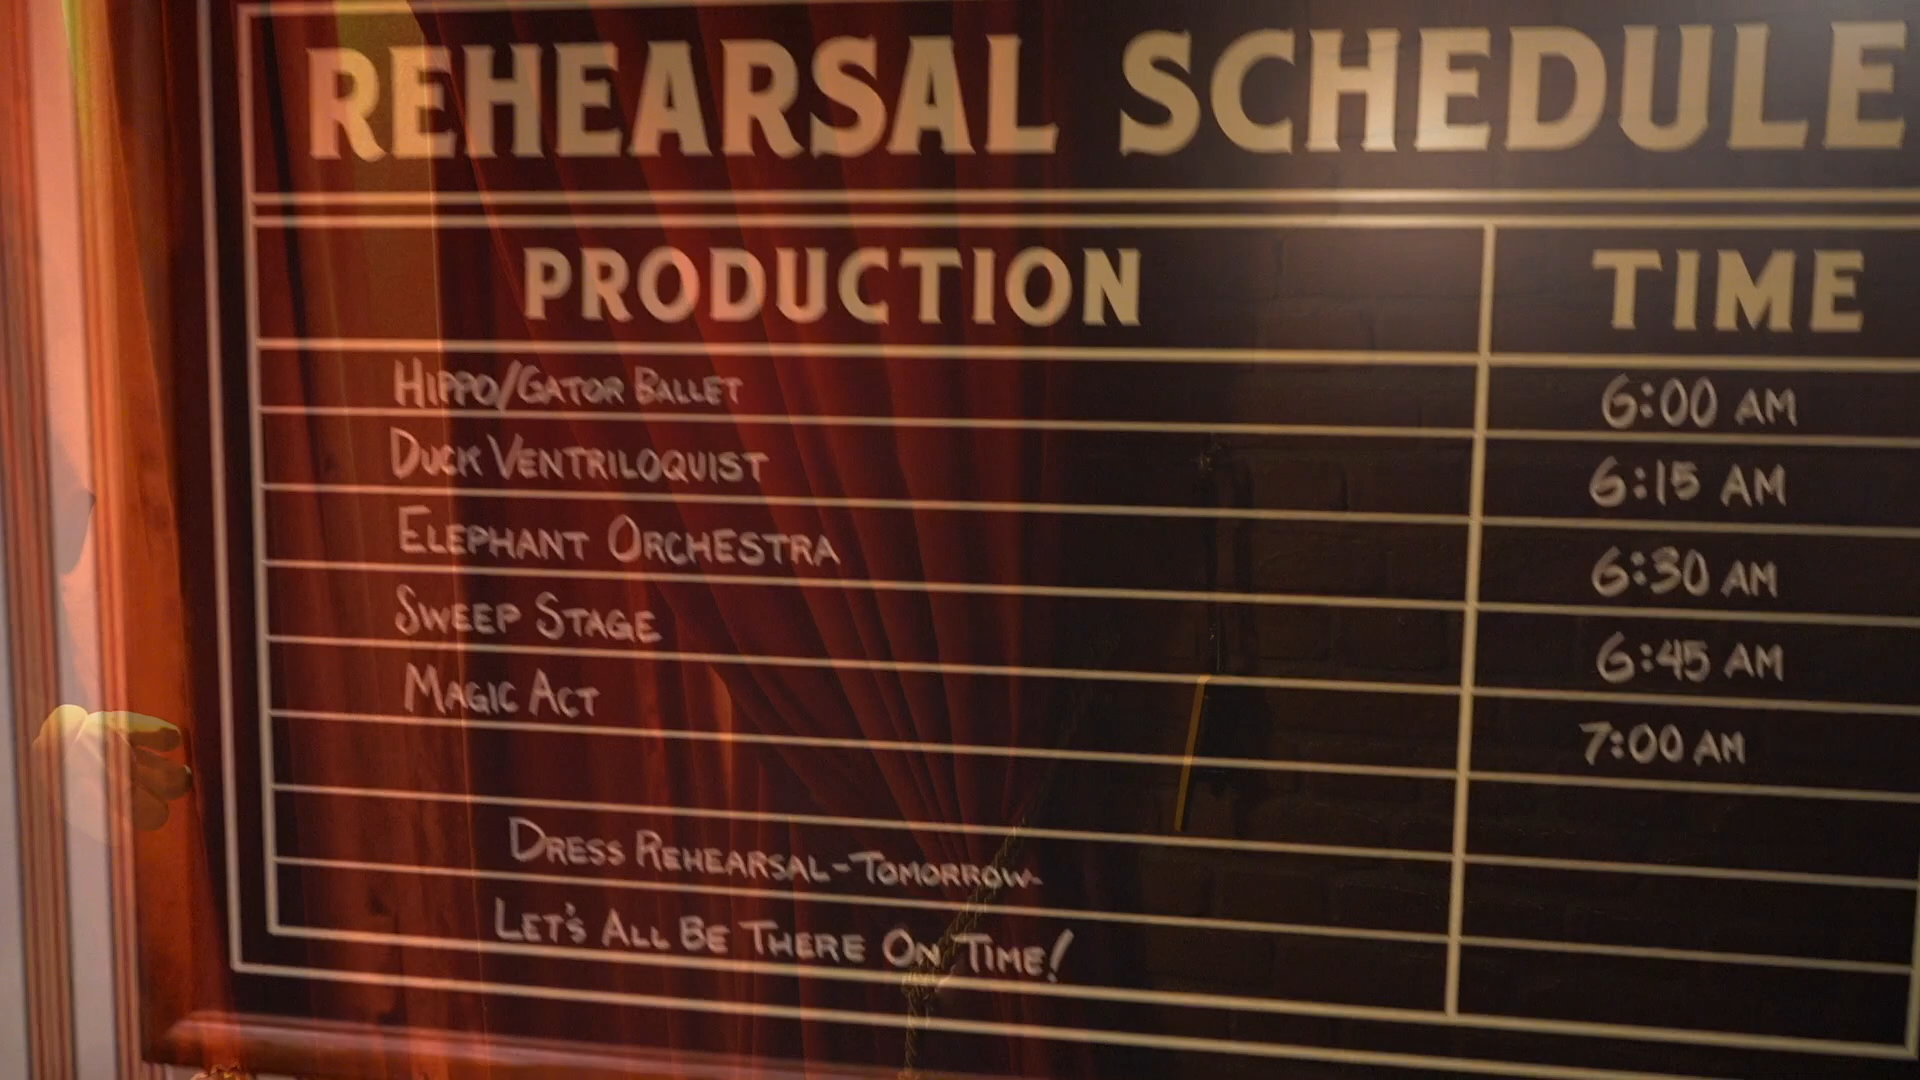 REHEARSAL SCHEDULE
PRODUCTION TIME
HIPPO/GATOR BALLET 6:00 AM
DUCK VENTRILOQUIST 6:15 AM
ELEPHANT ORCHESTRA 6:30 AM
SWEEP STAGE 6:45 AM
MAGIC ACT 7:00 AM
DRESS REHEARSAL-TOMORROW
LET'S ALL BE THERE ON TIME!